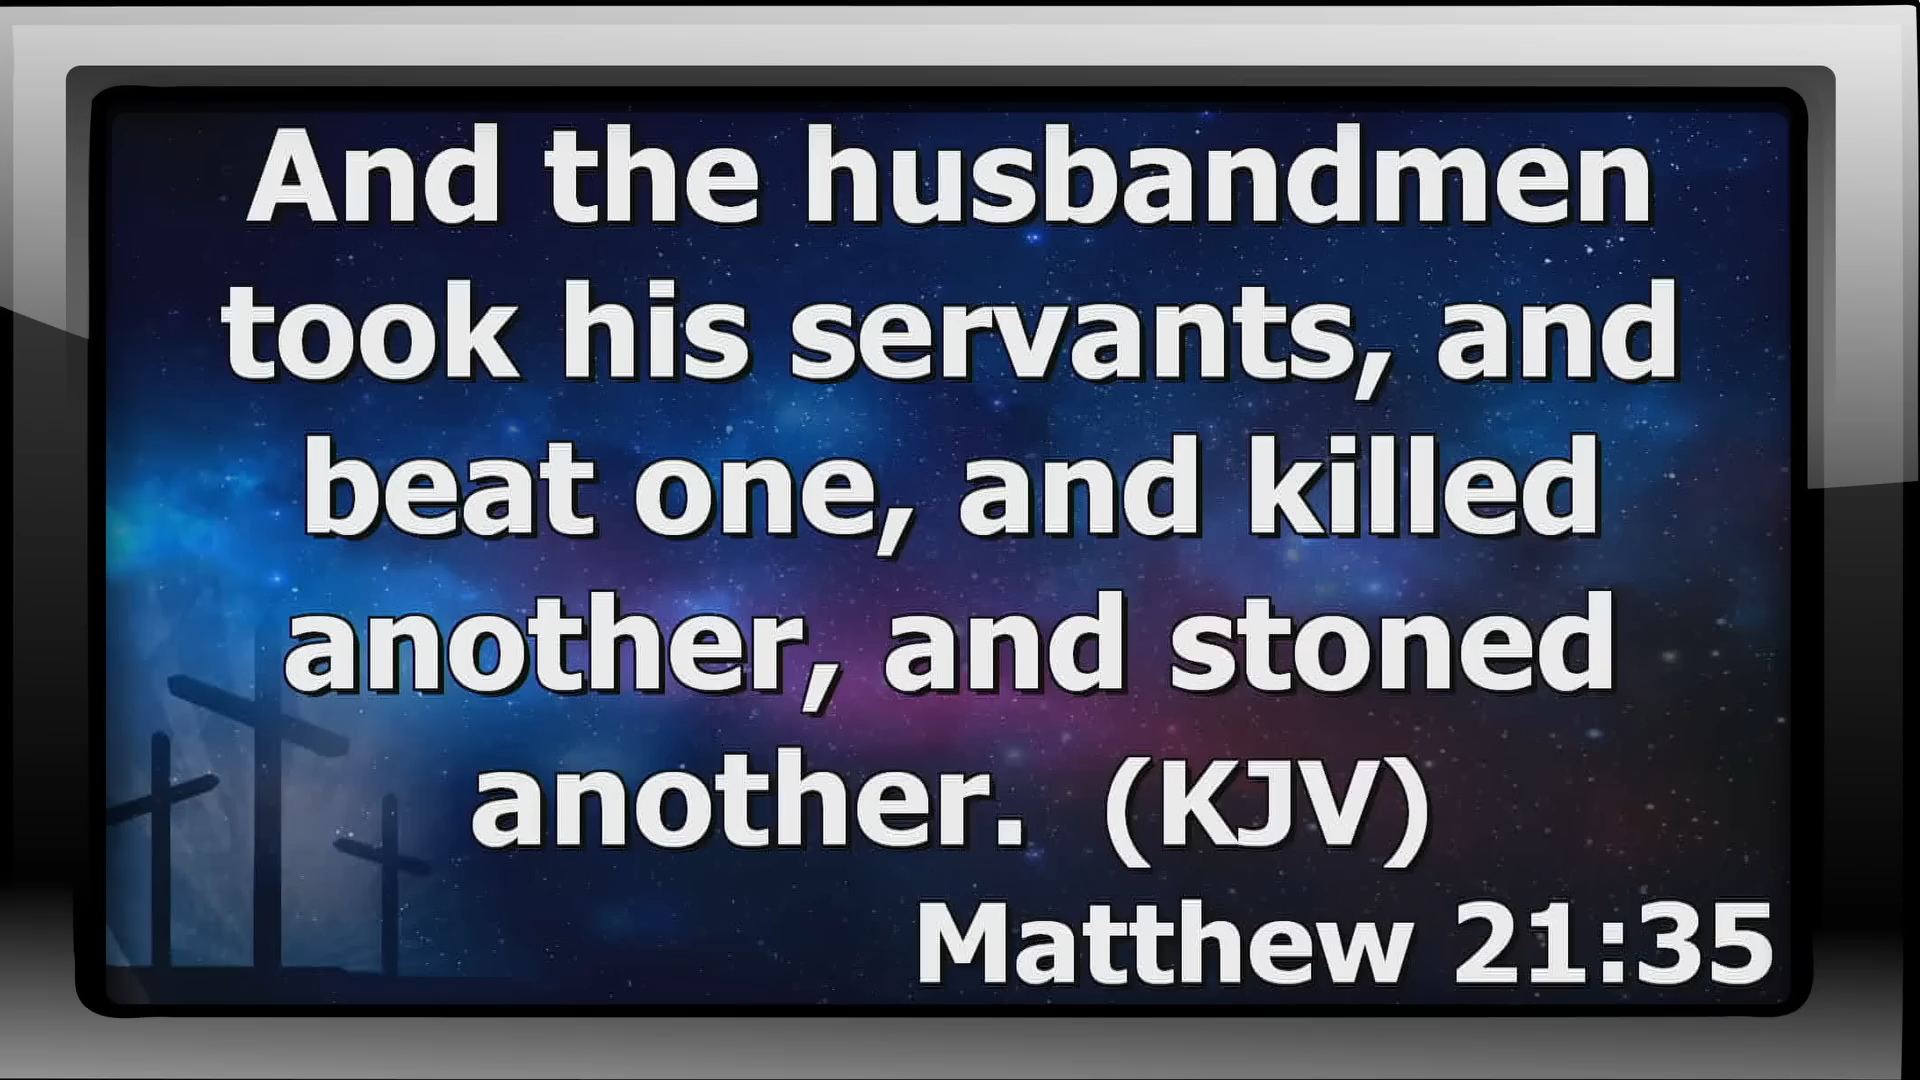 And the husbandmen
took his servants, and
beat one, and killed
another, and stoned
another. (KJV)
Matthew 21:35